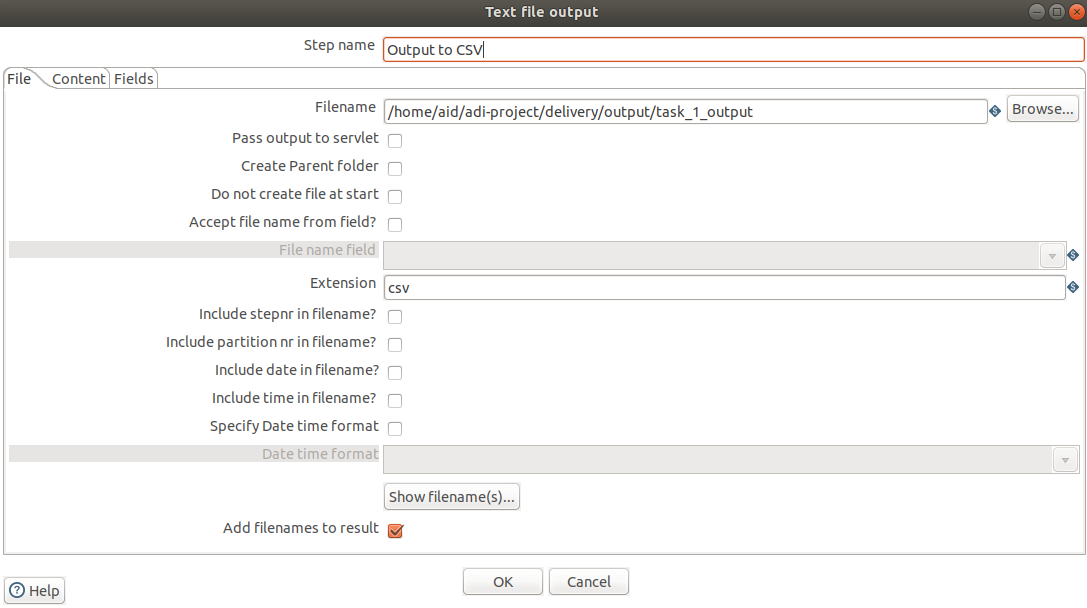 Text file output
Step name Output to CSV
File Content Fields
Filename /home/aid/adi-project/delivery/output/task_1_output Browse...
Pass output to servlet
Create Parent folder
Do not create file at start
Accept file name from field?
File name field
Extension csv
Include stepnr in filename?
Include partition nr in filename?
Include date in filename?
Include time in filename?
Specify Date time format
Date time format
Show filename(s)...
Add filenames to result
OK Cancel
Help